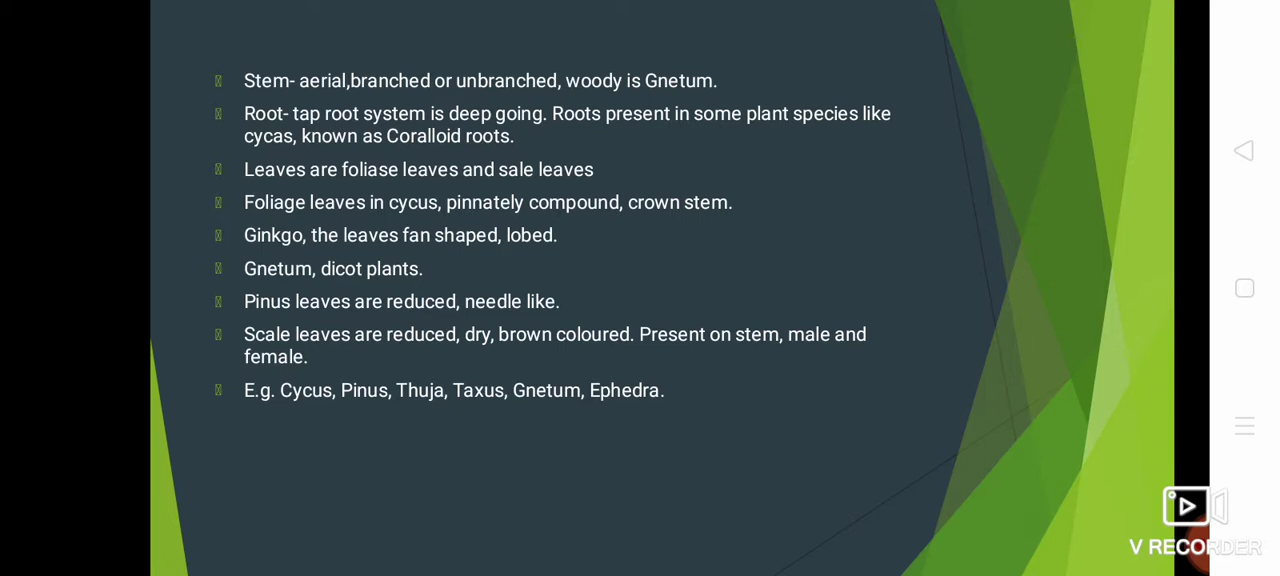 Stem- aerial,branched or unbranched, woody is Gnetum.
Root- tap root system is deep going. Roots present in some plant species like
cycas, known as Coralloid roots.
Leaves are foliase leaves and sale leaves
Foliage leaves in cycus, pinnately compound, crown stem.
Ginkgo, the leaves fan shaped, lobed.
Gnetum, dicot plants.
Pinus leaves are reduced, needle like.
Scale leaves are reduced, dry, brown coloured. Present on stem, male and
female.
E.g. Cycus, Pinus, Thuja, Taxus, Gnetum, Ephedra.
V RECORDER